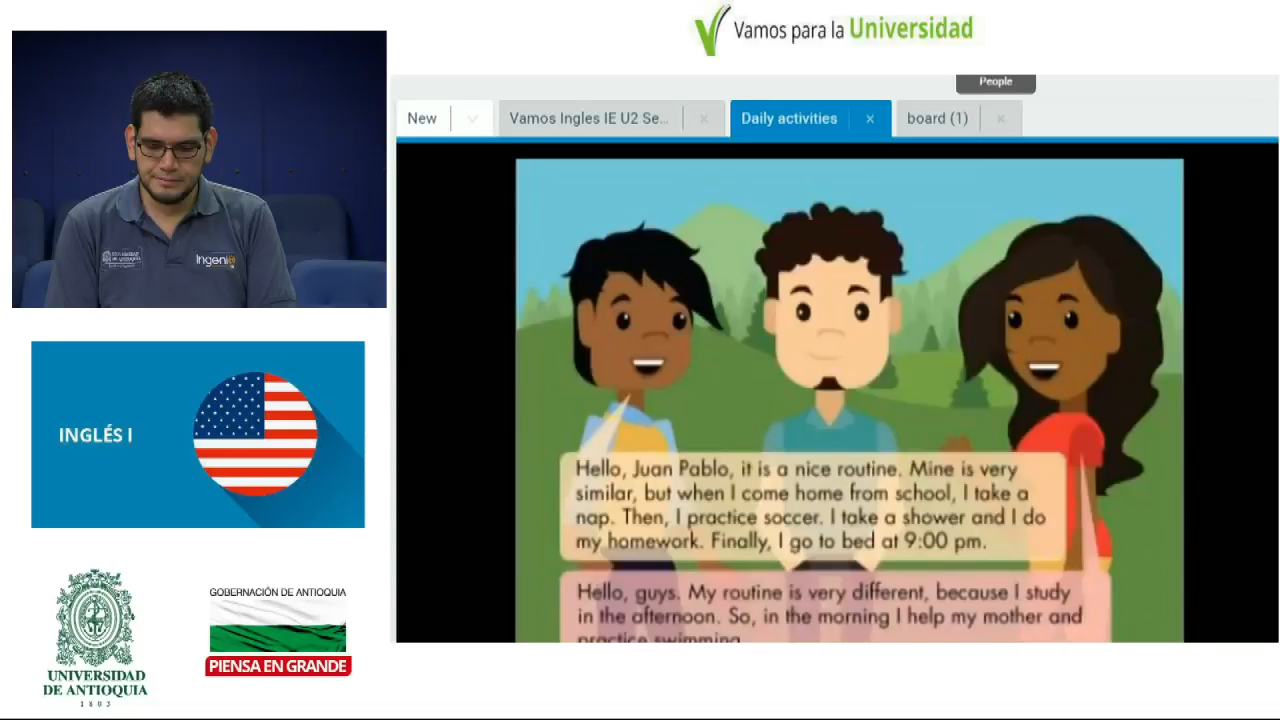 Vamos para la Universidad
People
New
Vamos Ingles IE U2 Se...
Daily activities
board (1)
Ingeni@
INGLÉS I
Hello, Juan Pablo, it is a nice routine. Mine is very
similar, but when I come home from school, I take a
nap. Then, I practice soccer. I take a shower and I do
my homework. Finally, I go to bed at 9:00 pm.
Hello, guys. My routine is very different, because I study
in the afternoon. So, in the morning I help my mother and
practice swimming
UNIVERSIDAD
DE ANTIOQUIA
1803
GOBERNACIÓN DE ANTIOQUIA
PIENSA EN GRANDE